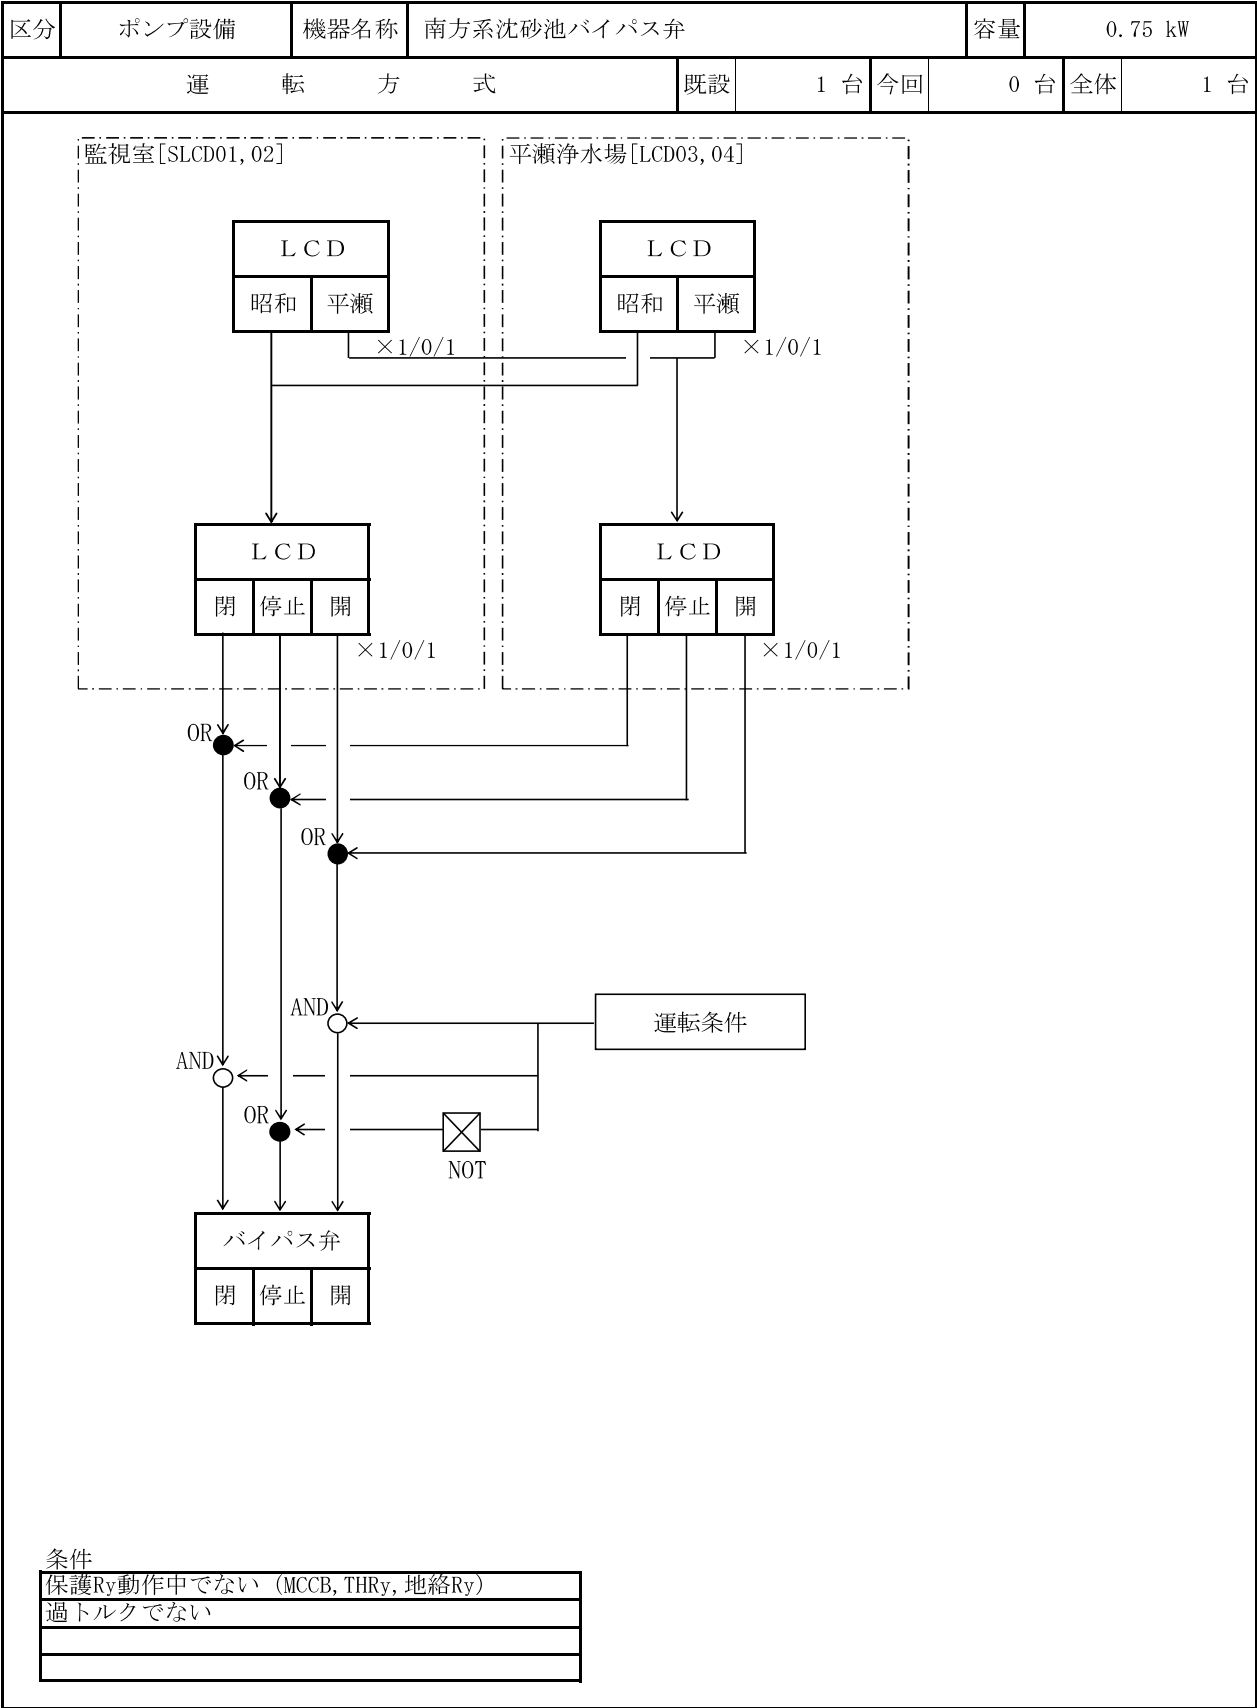 区分 ポンプ設備 機器名称 南方系沈砂池バイパス弁 容量 0.75 kW
運 転 方 式 既設 1 台 今回 0 台 全体 1 台
監視室[SLCD01,02] 平瀬浄水場[LCD03,04]
LCD LCD
昭和 平瀬 昭和 平瀬
×1/0/1 ×1/0/1
LCD LCD
閉 停止 開 閉 停止 開
×1/0/1 ×1/0/1
OR
OR
OR
AND 運転条件
AND
OR
NOT
バイパス弁
閉 停止 開
条件
保護Ry動作中でない（MCCB,THRy,地絡Ry）
過トルクでない